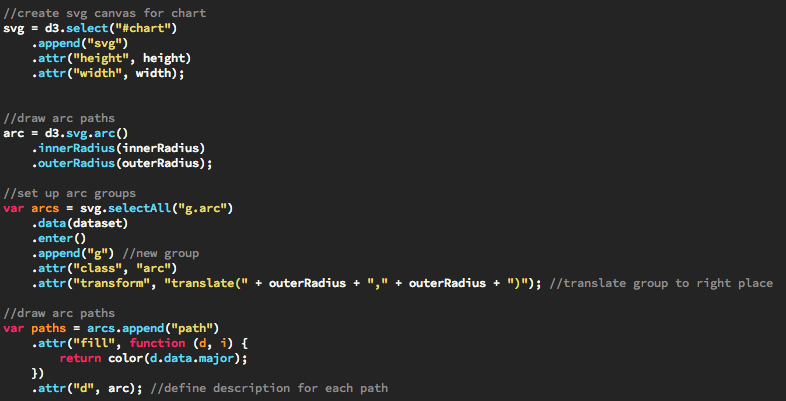 //create svg canvas for chart
svg = d3.select("#chart")
    .append("svg")
    .attr("height", height)
    .attr("width", width);

//draw arc paths
arc = d3.svg.arc()
    .innerRadius(innerRadius)
    .outerRadius(outerRadius);

//set up arc groups
var arcs = svg.selectAll("g.arc")
    .data(dataset)
    .enter()
    .append("g") //new group
    .attr("class", "arc")
    .attr("transform", "translate(" + outerRadius + "," + outerRadius + ")"); //translate group to right place

//draw arc paths
var paths = arcs.append("path")
    .attr("fill", function (d, i) {
        return color(d.data.major);
    })
    .attr("d", arc); //define description for each path